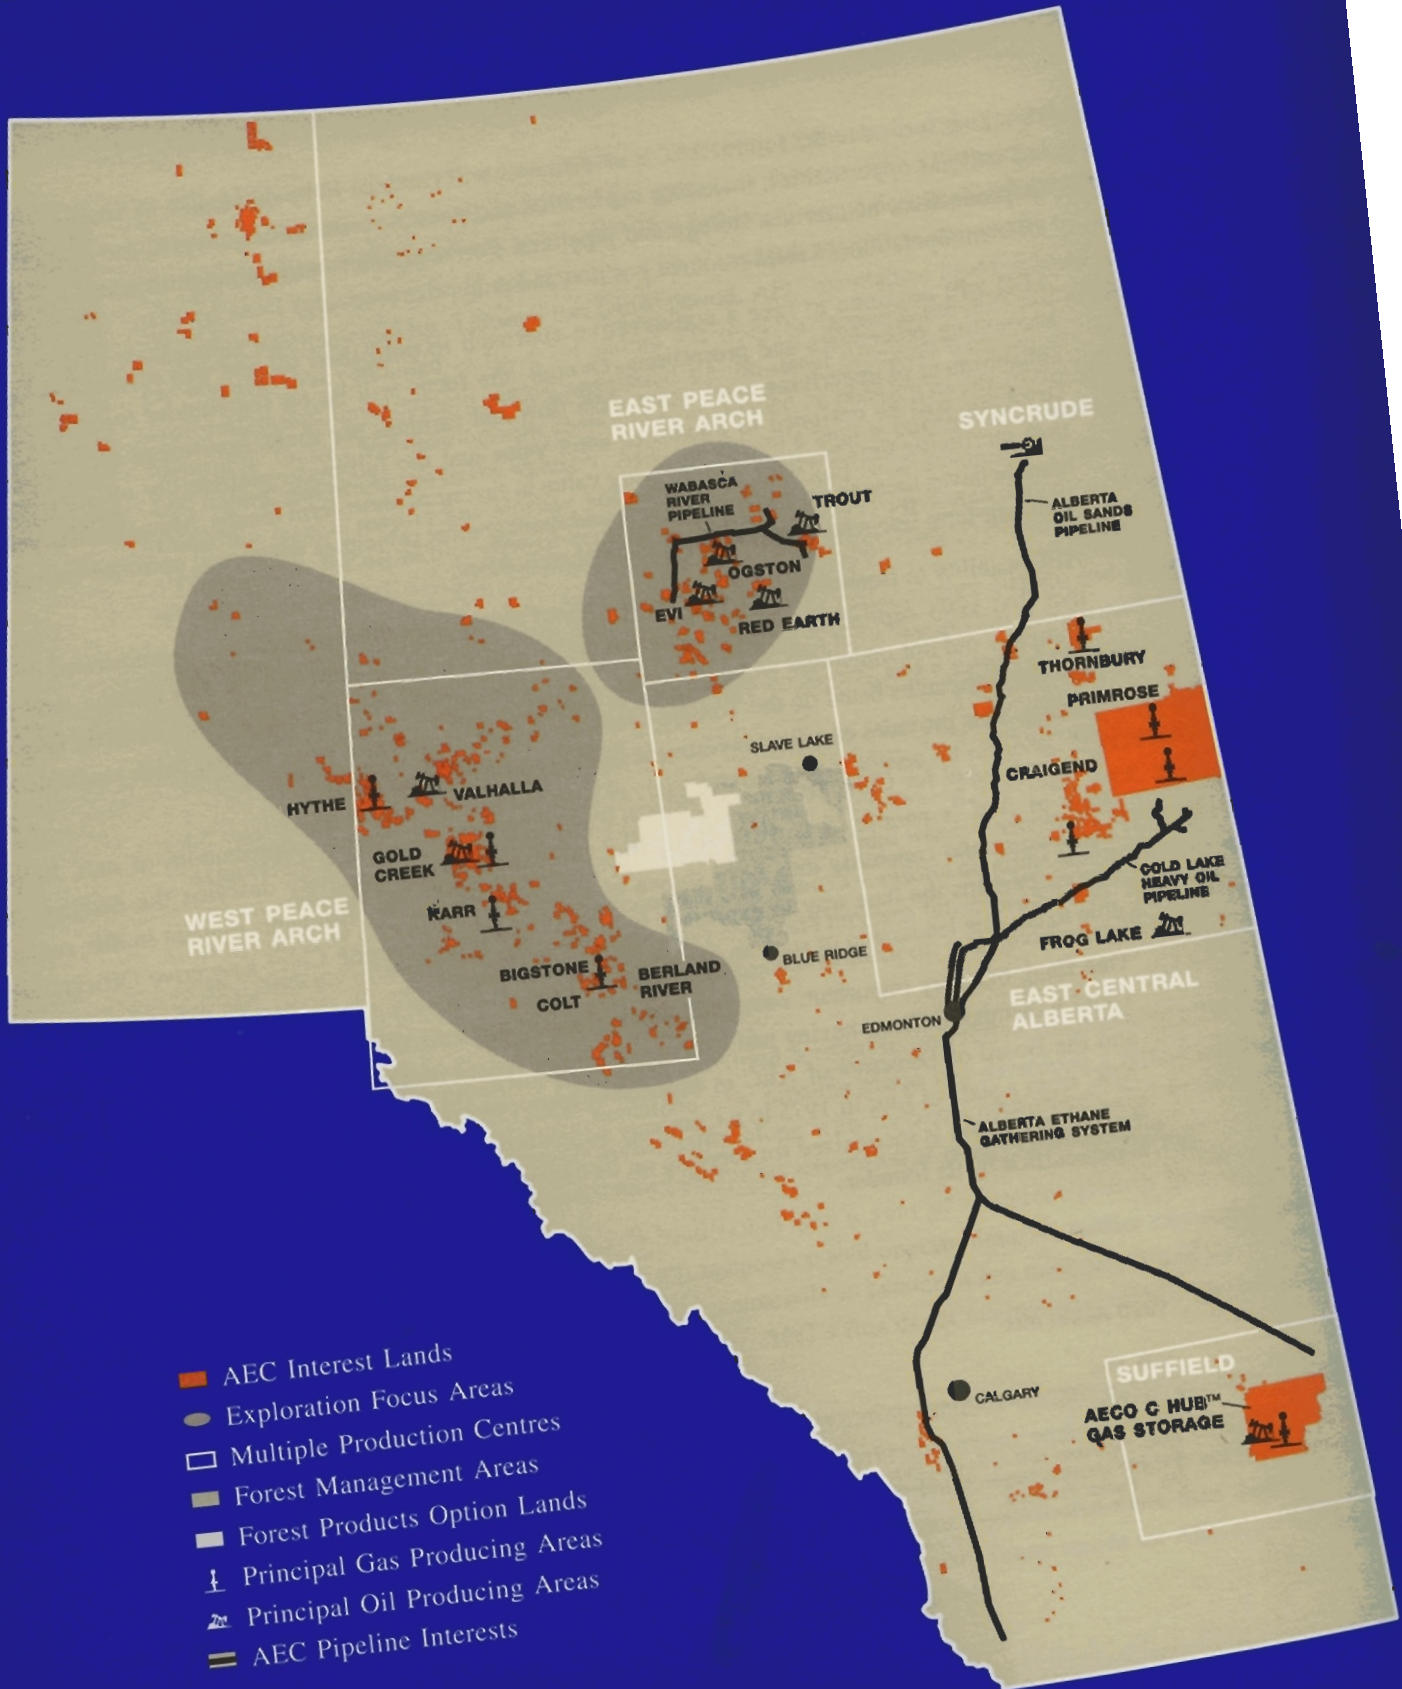 EAST PEACE
RIVER ARCH
SYNCRUDE
WABASCA
RIVER
PIPELINE
TROUT
ALBERTA
OIL SANDS
PIPELINE
OGSTON
EVI
RED EARTH
THORNBURY
PRIMROSE
SLAVE LAKE
CRAIGEND
HYTHE
VALHALLA
GOLD
CREEK
COLD LAKE
HEAVY OIL
PIPELINE
WEST PEACE
RIVER ARCH
KARR
FROG LAKE
BLUE RIDGE
BIGSTONE
BERLAND
RIVER
COLT
EAST CENTRAL
ALBERTA
EDMONTON
ALBERTA ETHANE
GATHERING SYSTEM
SUFFIELD
CALGARY
AECO C HUB™
GAS STORAGE
AEC Interest Lands
Exploration Focus Areas
Multiple Production Centres
Forest Management Areas
Forest Products Option Lands
Principal Gas Producing Areas
Principal Oil Producing Areas
AEC Pipeline Interests